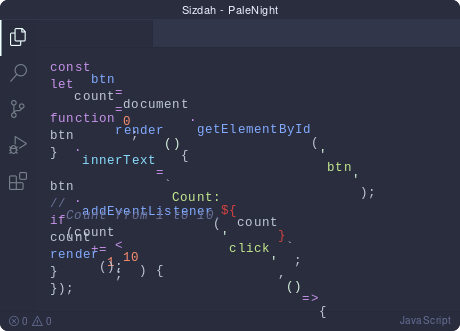 Sizdah - PaleNight
const btn = document.getElementById('btn');
let count = 0;
function render() {
btn.innerText = `Count: ${count}`;
}
btn.addEventListener('click', () => {
// Count from 1 to 10
if (count < 10) {
count += 1;
render();
}
});
0 0 JavaScript